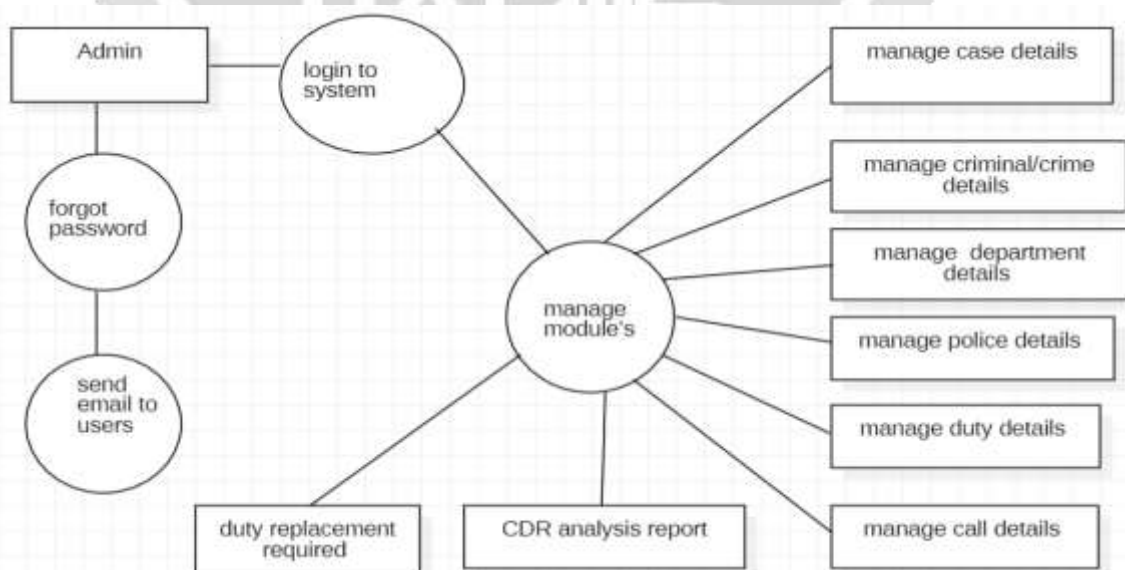 Admin
login to
system
forgot
password
send
email to
users
manage
module's
manage case details
manage criminal/crime
details
manage department
details
manage police details
manage duty details
manage call details
duty replacement
required
CDR analysis report